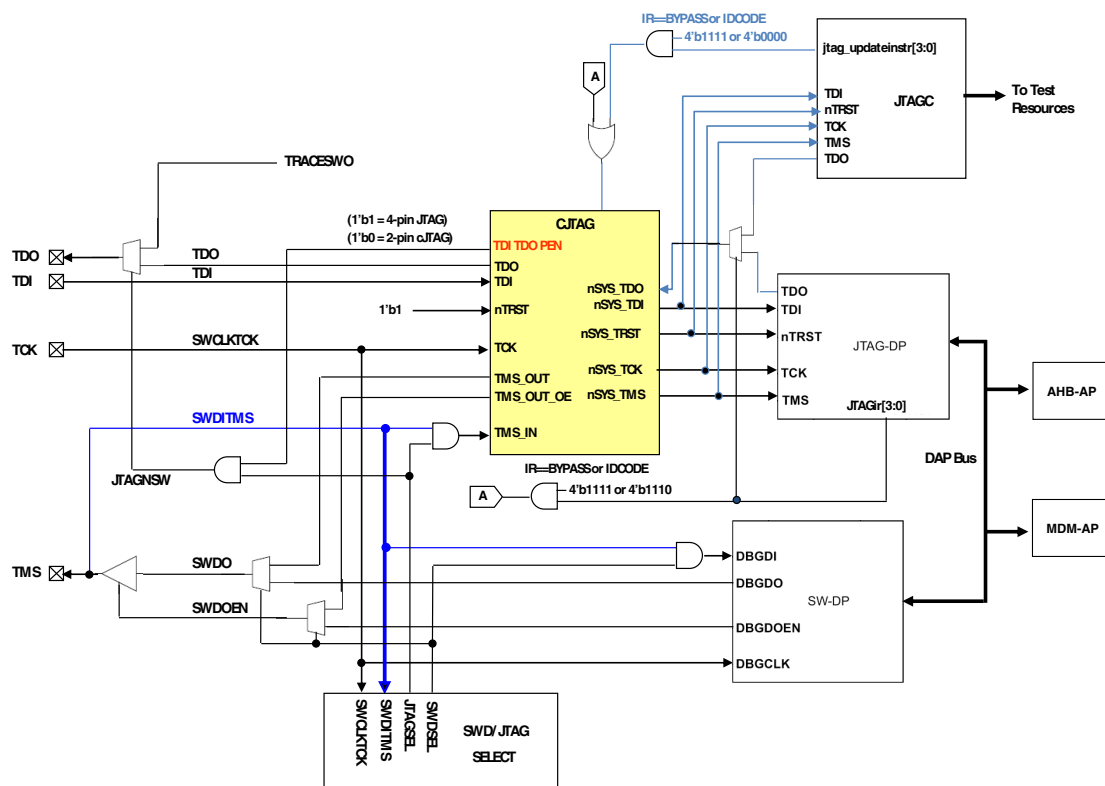 IR==BYPASS or IDCODE
4'b1111 or 4'b0000
jtag_updateinstr[3:0]
A
TDI
nTRST
TCK
TMS
TDO
JTAGC
To Test
Resources
TRACESWO
(1'b1 = 4-pin JTAG)
(1'b0 = 2-pin cJTAG)
CJTAG
TDI TDO PEN
TDO
TDO
TDO
TDI
TDI
TDI
nSYS_TDO
nSYS_TDI
TDO
TDI
1'b1
nTRST
nSYS_TRST
nTRST
JTAG-DP
TCK
SWCLKTCK
TCK
nSYS_TCK
TCK
TMS_OUT
TMS_OUT_OE
nSYS_TMS
TMS
JTAGir[3:0]
AHB-AP
SWDITMS
TMS_IN
DAP Bus
JTAGNSW
IR==BYPASS or IDCODE
A
4'b1111 or 4'b1110
MDM-AP
TMS
SWDO
DBGDI
DBGDO
SW-DP
SWDOEN
DBGDOEN
DBGCLK
SWCLKTCK
SWDITMS
JTAGSEL
SWDSEL
SWD/JTAG
SELECT